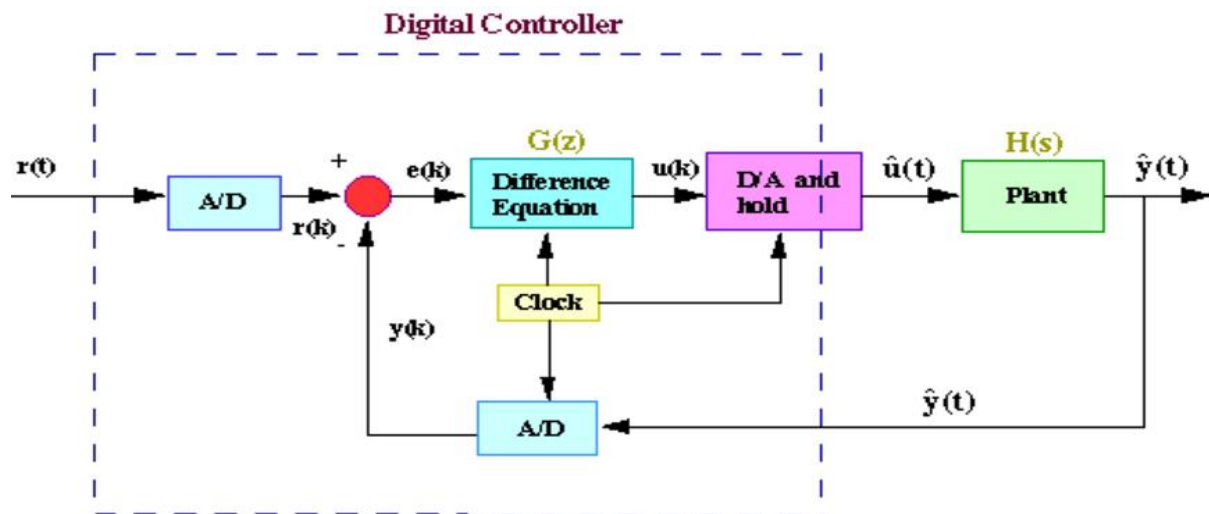 Digital Controller
G(z)
H(s)
r(t)
+
e(k)
u(k)
û(t)
ŷ(t)
A/D
Difference
Equation
D/A and
hold
Plant
r(k)
-
Clock
y(k)
ŷ(t)
A/D